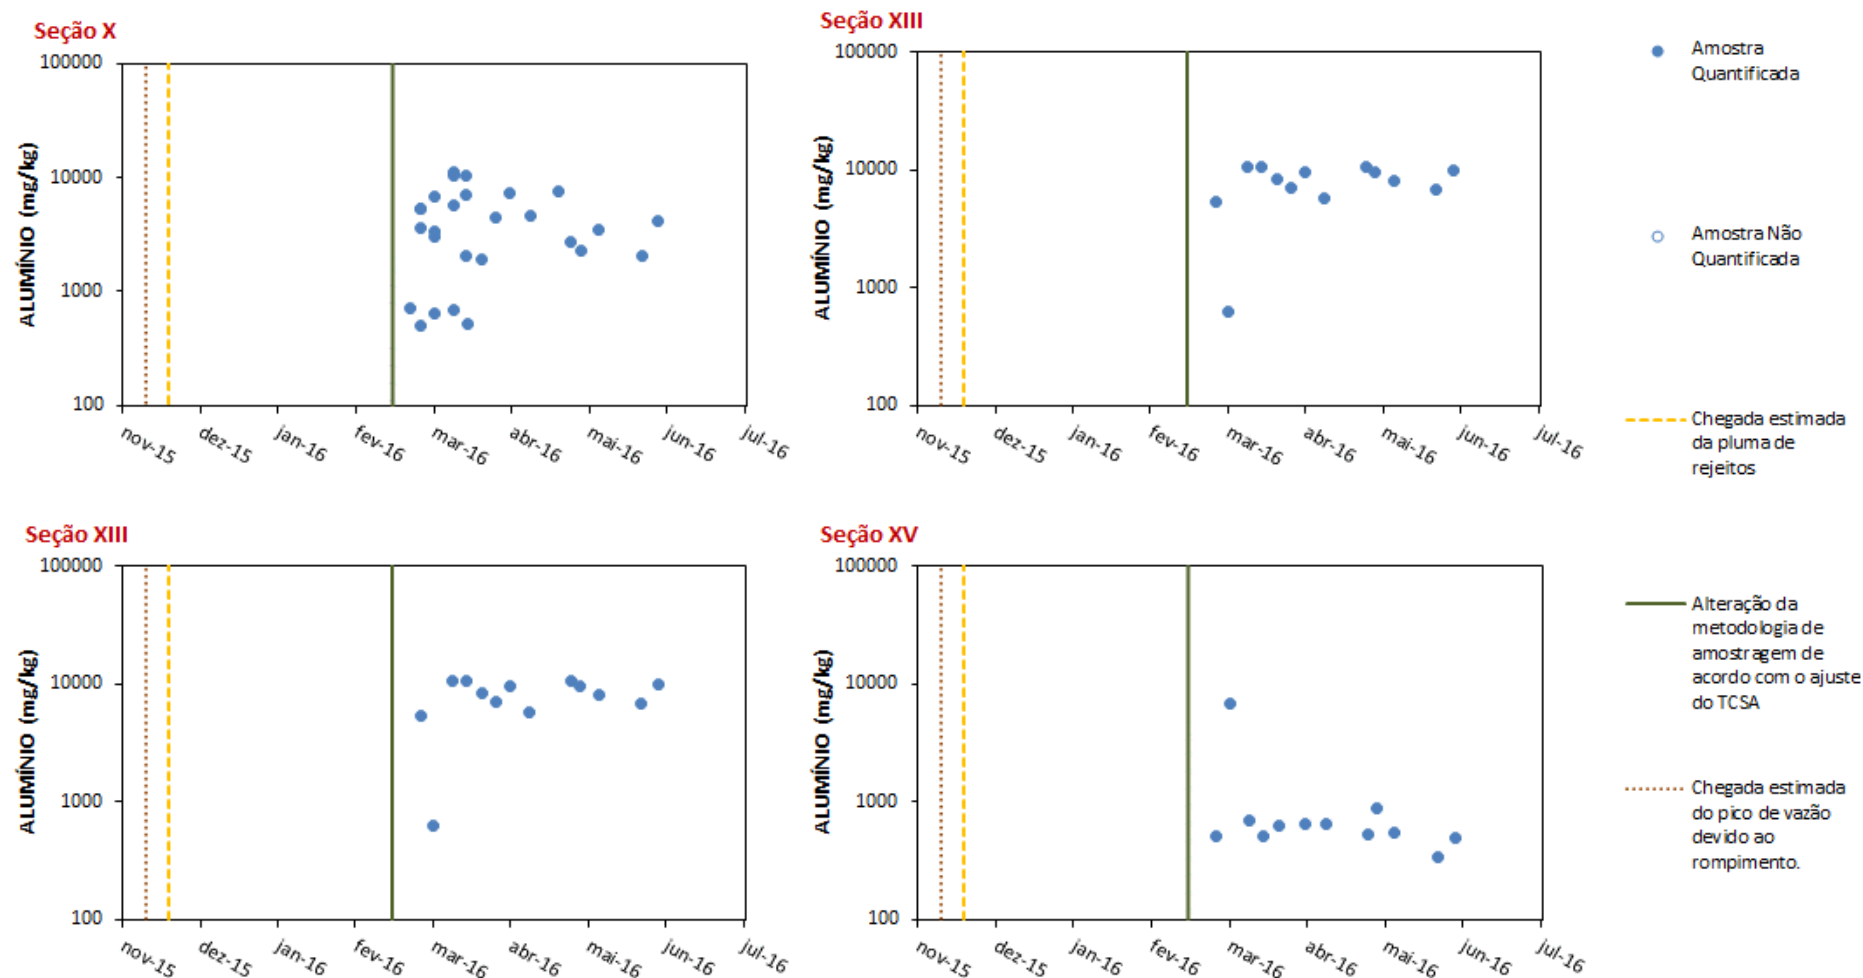 Seção X
100000
10000
1000
100
ALUMÍNIO (mg/kg)
nov-15
dez-15
jan-16
fev-16
mar-16
abr-16
mai-16
jun-16
jul-16
Seção XIII
100000
10000
1000
100
ALUMÍNIO (mg/kg)
nov-15
dez-15
jan-16
fev-16
mar-16
abr-16
mai-16
jun-16
jul-16
Seção XIII
100000
10000
1000
100
ALUMÍNIO (mg/kg)
nov-15
dez-15
jan-16
fev-16
mar-16
abr-16
mai-16
jun-16
jul-16
Seção XV
100000
10000
1000
100
ALUMÍNIO (mg/kg)
nov-15
dez-15
jan-16
fev-16
mar-16
abr-16
mai-16
jun-16
jul-16
Amostra
Quantificada
Amostra Não
Quantificada
Chegada estimada
da pluma de
rejeitos
Alteração da
metodologia de
amostragem de
acordo com o ajuste
do TCSA
Chegada estimada
do pico de vazão
devido ao
rompimento.